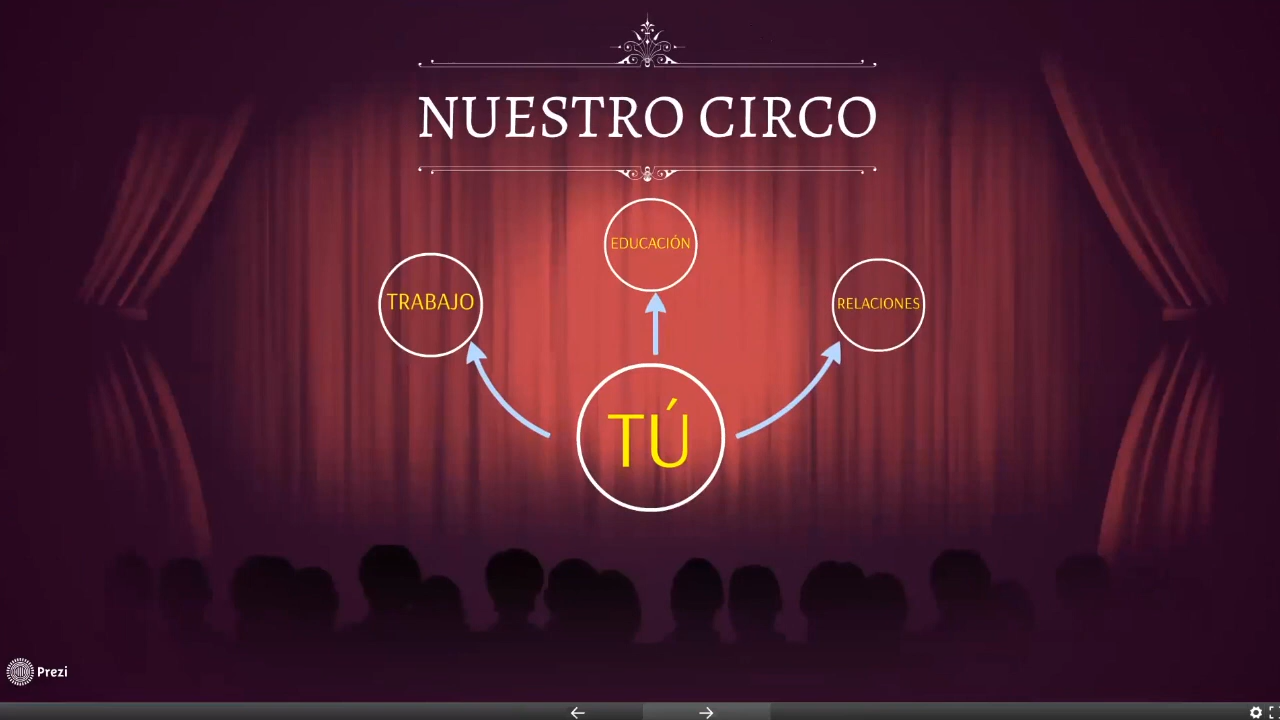 NUESTRO CIRCO
EDUCACIÓN
TRABAJO
RELACIONES
TÚ
Prezi